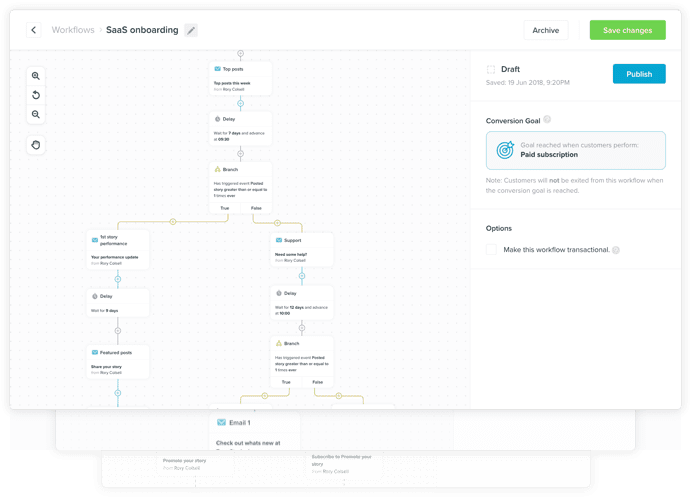 Workflows › SaaS onboarding
Archive
Save changes
Top posts
Top posts this week
from Rory Cobell
Delay
Wait for 7 days and advance
at 09:30
Branch
Has triggered event Posted
story greater than or equal to
1 times ever
True False
1st story
performance
Your performance update
from Rory Cobell
Delay
Wait for 5 days
Featured posts
Share your story
from Rory Cobell
Support
Need some help?
from Rory Cobell
Delay
Wait for 12 days and advance
at 10:00
Branch
Has triggered event Posted
story greater than or equal to
1 times ever
True False
Draft
Saved: 19 Jun 2018, 9:20PM
Publish
Conversion Goal
Goal reached when customers perform:
Paid subscription
Note: Customers will not be exited from this workflow when
the conversion goal is reached.
Options
Make this workflow transactional.
Email 1
Check out whats new at
Promote your story
from Rory Cobell
Subscribe to Promote your
story
from Rory Cobell